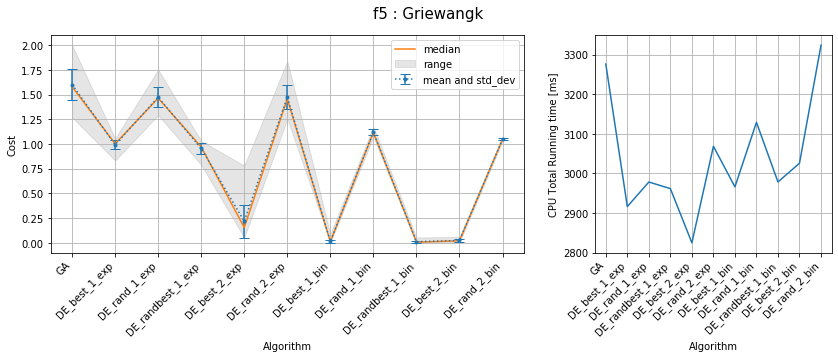 f5 : Griewangk
2.00
1.75
1.50
1.25
1.00
0.75
0.50
0.25
0.00
Cost
median
range
mean and std_dev
GA
DE_best_1_exp
DE_rand_1_exp
DE_randbest_1_exp
DE_best_2_exp
DE_rand_2_exp
DE_best_1_bin
DE_rand_1_bin
DE_randbest_1_bin
DE_best_2_bin
DE_rand_2_bin
Algorithm
3300
3200
3100
3000
2900
2800
CPU Total Running time [ms]
GA
DE_best_1_exp
DE_rand_1_exp
DE_randbest_1_exp
DE_best_2_exp
DE_rand_2_exp
DE_best_1_bin
DE_rand_1_bin
DE_randbest_1_bin
DE_best_2_bin
DE_rand_2_bin
Algorithm